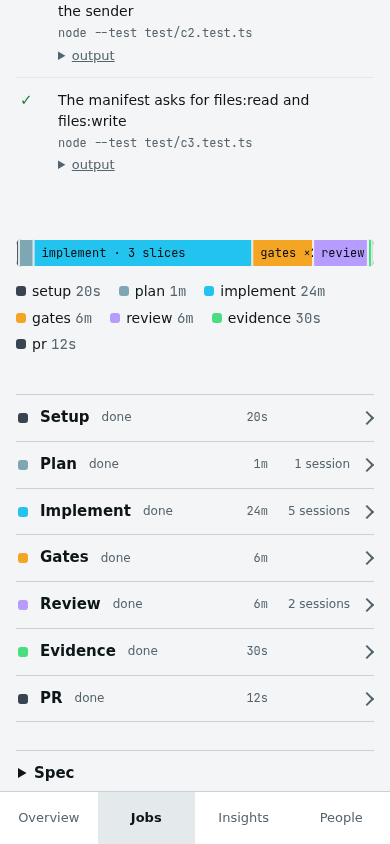 the sender
node --test test/c2.test.ts
▶ output
✓ The manifest asks for files:read and
files:write
node --test test/c3.test.ts
▶ output
implement · 3 slices gates × review
setup 20s plan 1m implement 24m
gates 6m review 6m evidence 30s
pr 12s
Setup done 20s
Plan done 1m 1 session
Implement done 24m 5 sessions
Gates done 6m
Review done 6m 2 sessions
Evidence done 30s
PR done 12s
▶ Spec
Overview Jobs Insights People